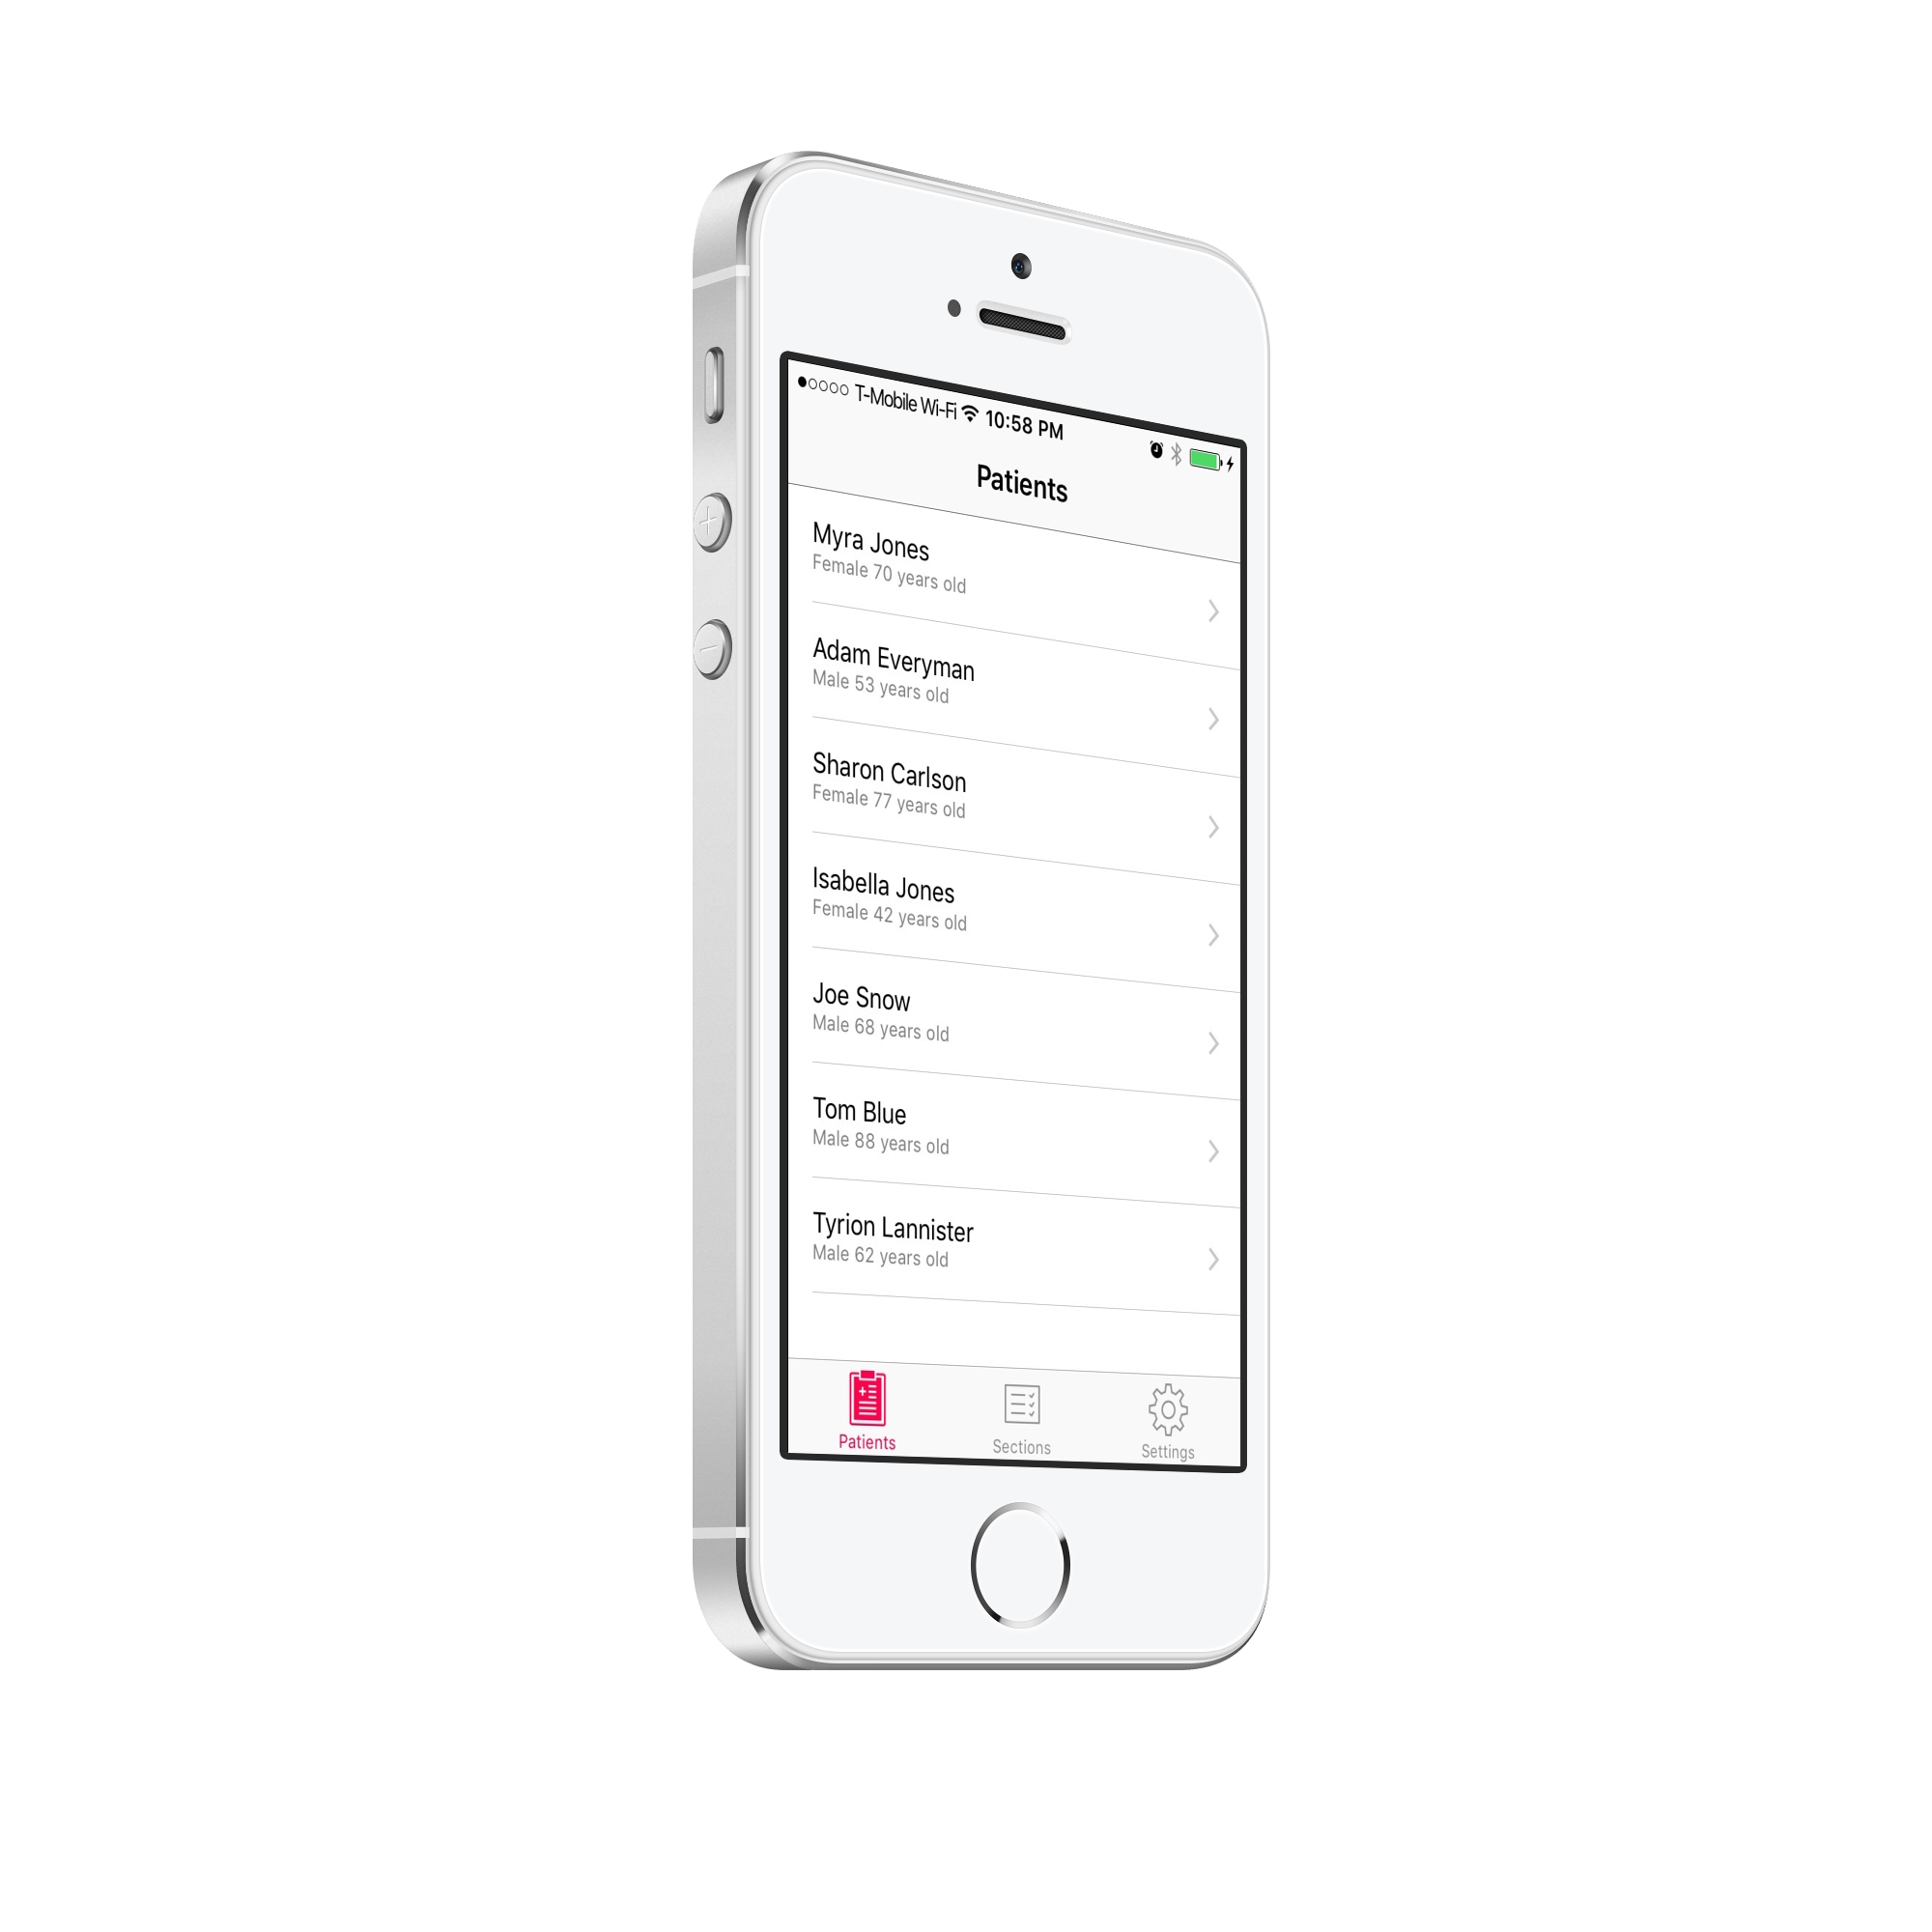 T-Mobile Wi-Fi 10:58 PM
Patients
Myra Jones
Female 70 years old
Adam Everyman
Male 53 years old
Sharon Carlson
Female 77 years old
Isabella Jones
Female 42 years old
Joe Snow
Male 68 years old
Tom Blue
Male 88 years old
Tyrion Lannister
Male 62 years old
Patients Sections Settings